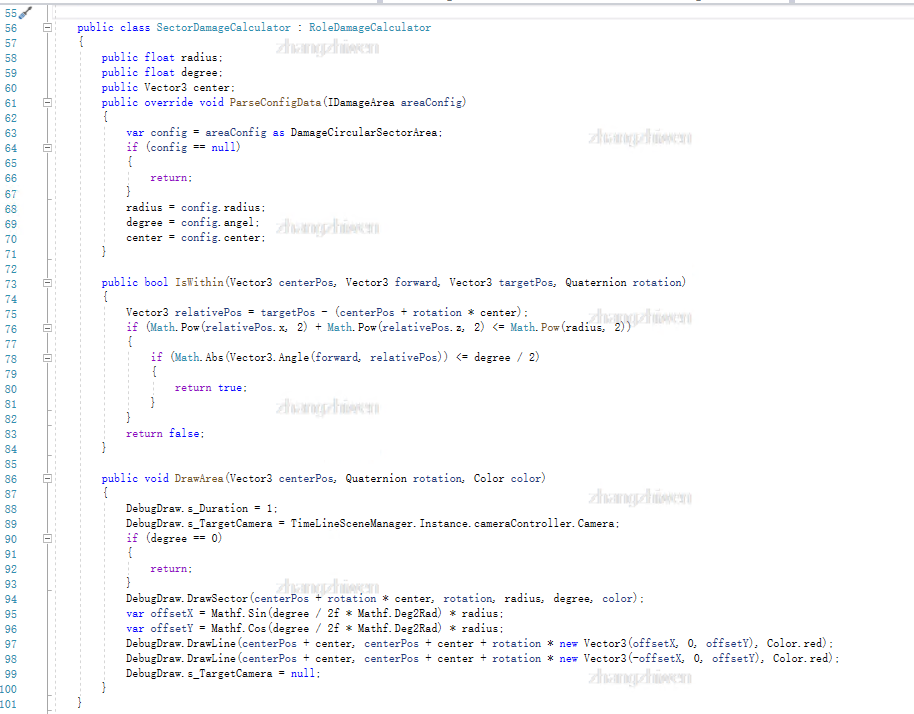 55
56 public class SectorDamageCalculator : RoleDamageCalculator
57 {
zhangzhiwen
58 public float radius;
59 public float degree;
60 public Vector3 center;
61 public override void ParseConfigData(IDamageArea areaConfig)
62 {
63 var config = areaConfig as DamageCircularSectorArea;
zhangzhiwen
64 if (config == null)
65 {
66 return;
67 }
68 radius = config.radius;
69 degree = config.angel;
zhangzhiwen
70 center = config.center;
71 }
72
73 public bool IsWithin(Vector3 centerPos, Vector3 forward, Vector3 targetPos, Quaternion rotation)
74 {
75 Vector3 relativePos = targetPos - (centerPos + rotation * center);
zhangzhiwen
76 if (Math.Pow(relativePos.x, 2) + Math.Pow(relativePos.z, 2) <= Math.Pow(radius, 2))
77 {
78 if (Math.Abs(Vector3.Angle(forward, relativePos)) <= degree / 2)
79 {
80 return true;
81 }
zhangzhiwen
82 }
83 return false;
84 }
85
86 public void DrawArea(Vector3 centerPos, Quaternion rotation, Color color)
87 {
zhangzhiwen
88 DebugDraw.s_Duration = 1;
89 DebugDraw.s_TargetCamera = TimeLineSceneManager.Instance.cameraController.Camera;
90 if (degree == 0)
91 {
92 return;
93 }
zhangzhiwen
94 DebugDraw.DrawSector(centerPos + rotation * center, rotation, radius, degree, color);
95 var offsetX = Mathf.Sin(degree / 2f * Mathf.Deg2Rad) * radius;
96 var offsetY = Mathf.Cos(degree / 2f * Mathf.Deg2Rad) * radius;
97 DebugDraw.DrawLine(centerPos + center, centerPos + center + rotation * new Vector3(offsetX, 0, offsetY), Color.red);
98 DebugDraw.DrawLine(centerPos + center, centerPos + center + rotation * new Vector3(-offsetX, 0, offsetY), Color.red);
99 DebugDraw.s_TargetCamera = null;
zhangzhiwen
100 }
101 }